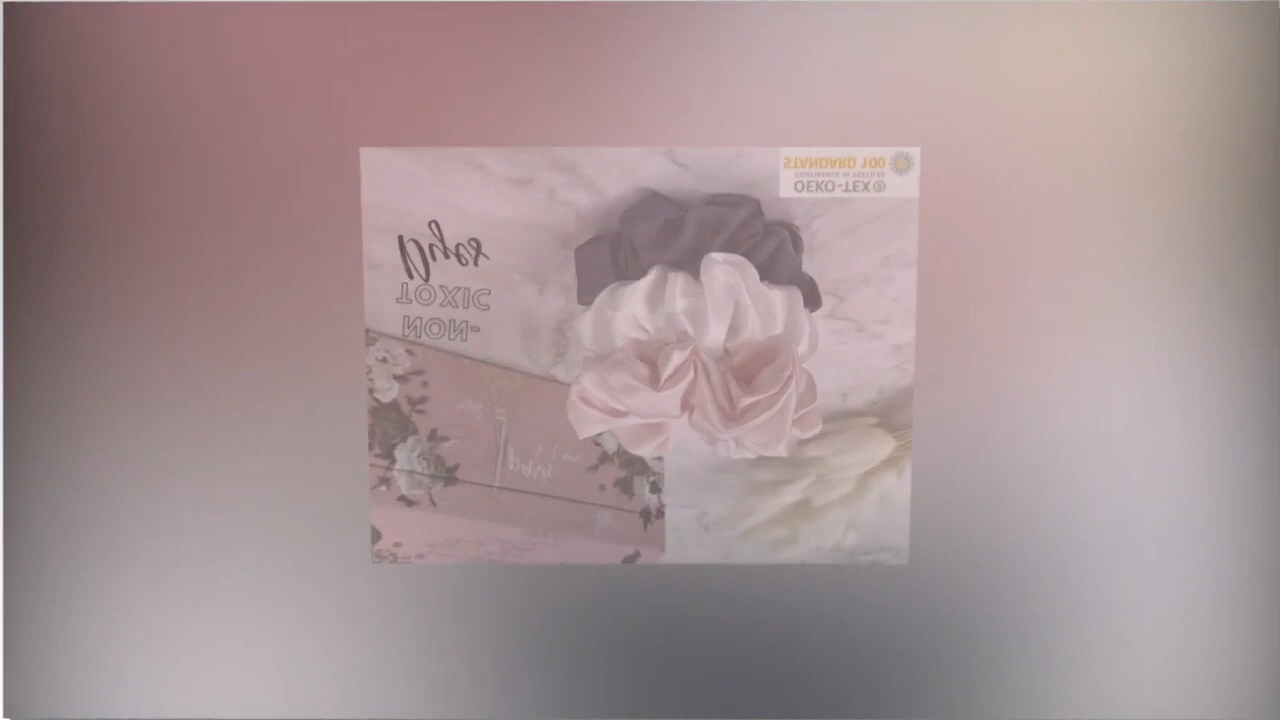 NON-
TOXIC
Dyes
OEKO-TEX®
CONFIDENCE IN TEXTILES
STANDARD 100